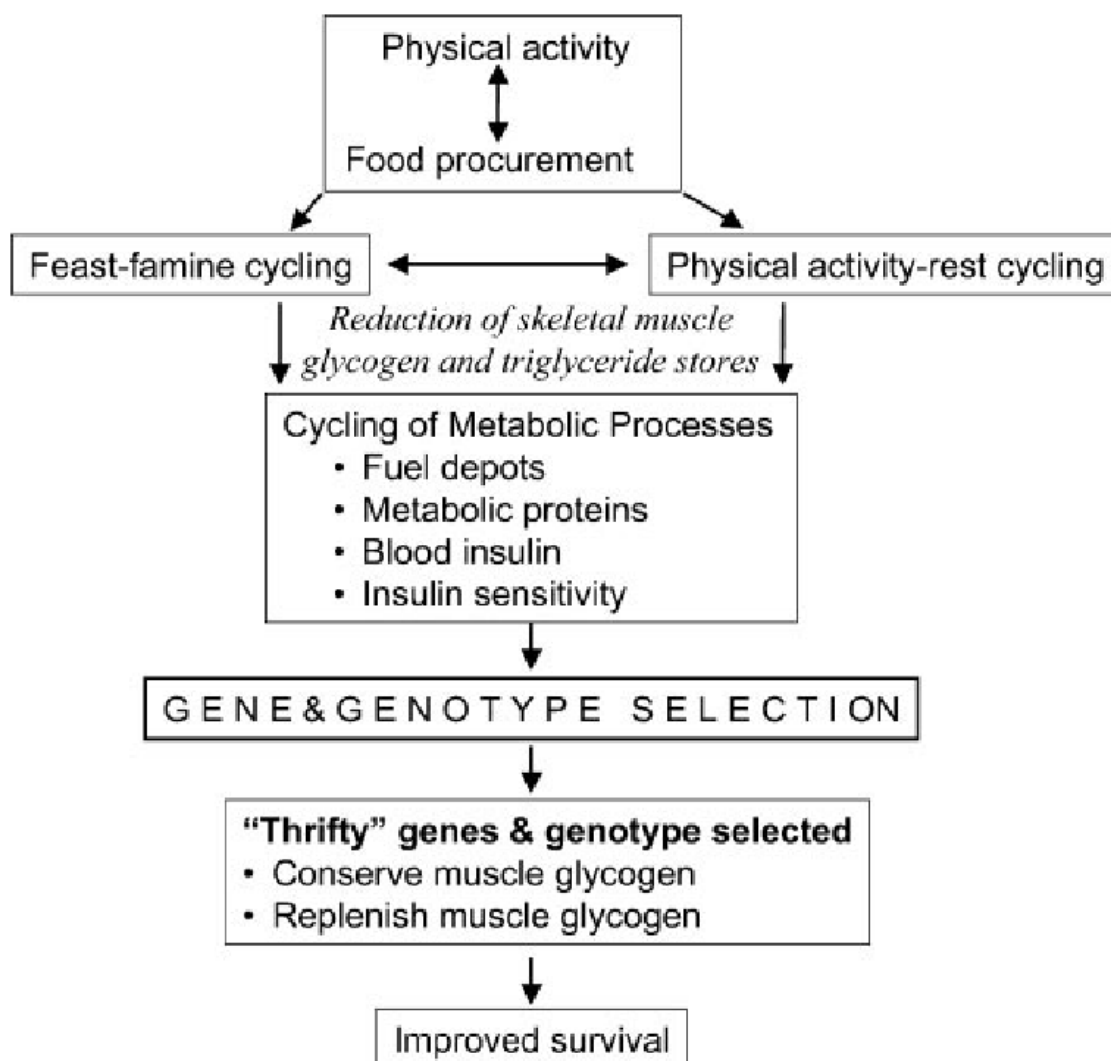 Physical activity
Food procurement
Feast-famine cycling
Physical activity-rest cycling
Reduction of skeletal muscle
glycogen and triglyceride stores
Cycling of Metabolic Processes
• Fuel depots
• Metabolic proteins
• Blood insulin
• Insulin sensitivity
GENE&GENOTYPE SELECTION
“Thrifty” genes & genotype selected
• Conserve muscle glycogen
• Replenish muscle glycogen
Improved survival